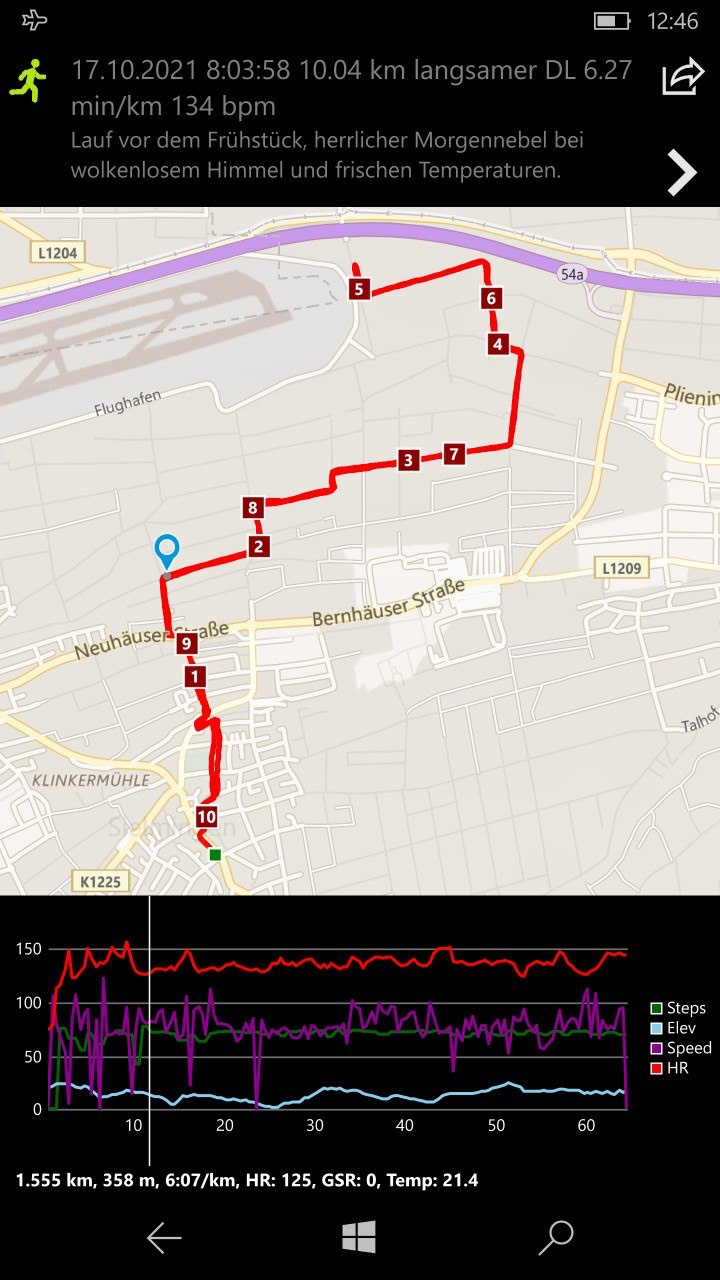 12:46
17.10.2021 8:03:58 10.04 km langsamer DL 6.27
min/km 134 bpm
Lauf vor dem Frühstück, herrlicher Morgennebel bei
wolkenlosem Himmel und frischen Temperaturen.
L1204
54a
5
6
4
Flughafen
Plienin
3
7
8
2
L1209
Bernhäuser Straße
Neuhäuser Straße
9
1
Talhof
KLINKERMÜHLE
10
K1225
150
100
50
0
10
20
30
40
50
60
Steps
Elev
Speed
HR
1.555 km, 358 m, 6:07/km, HR: 125, GSR: 0, Temp: 21.4